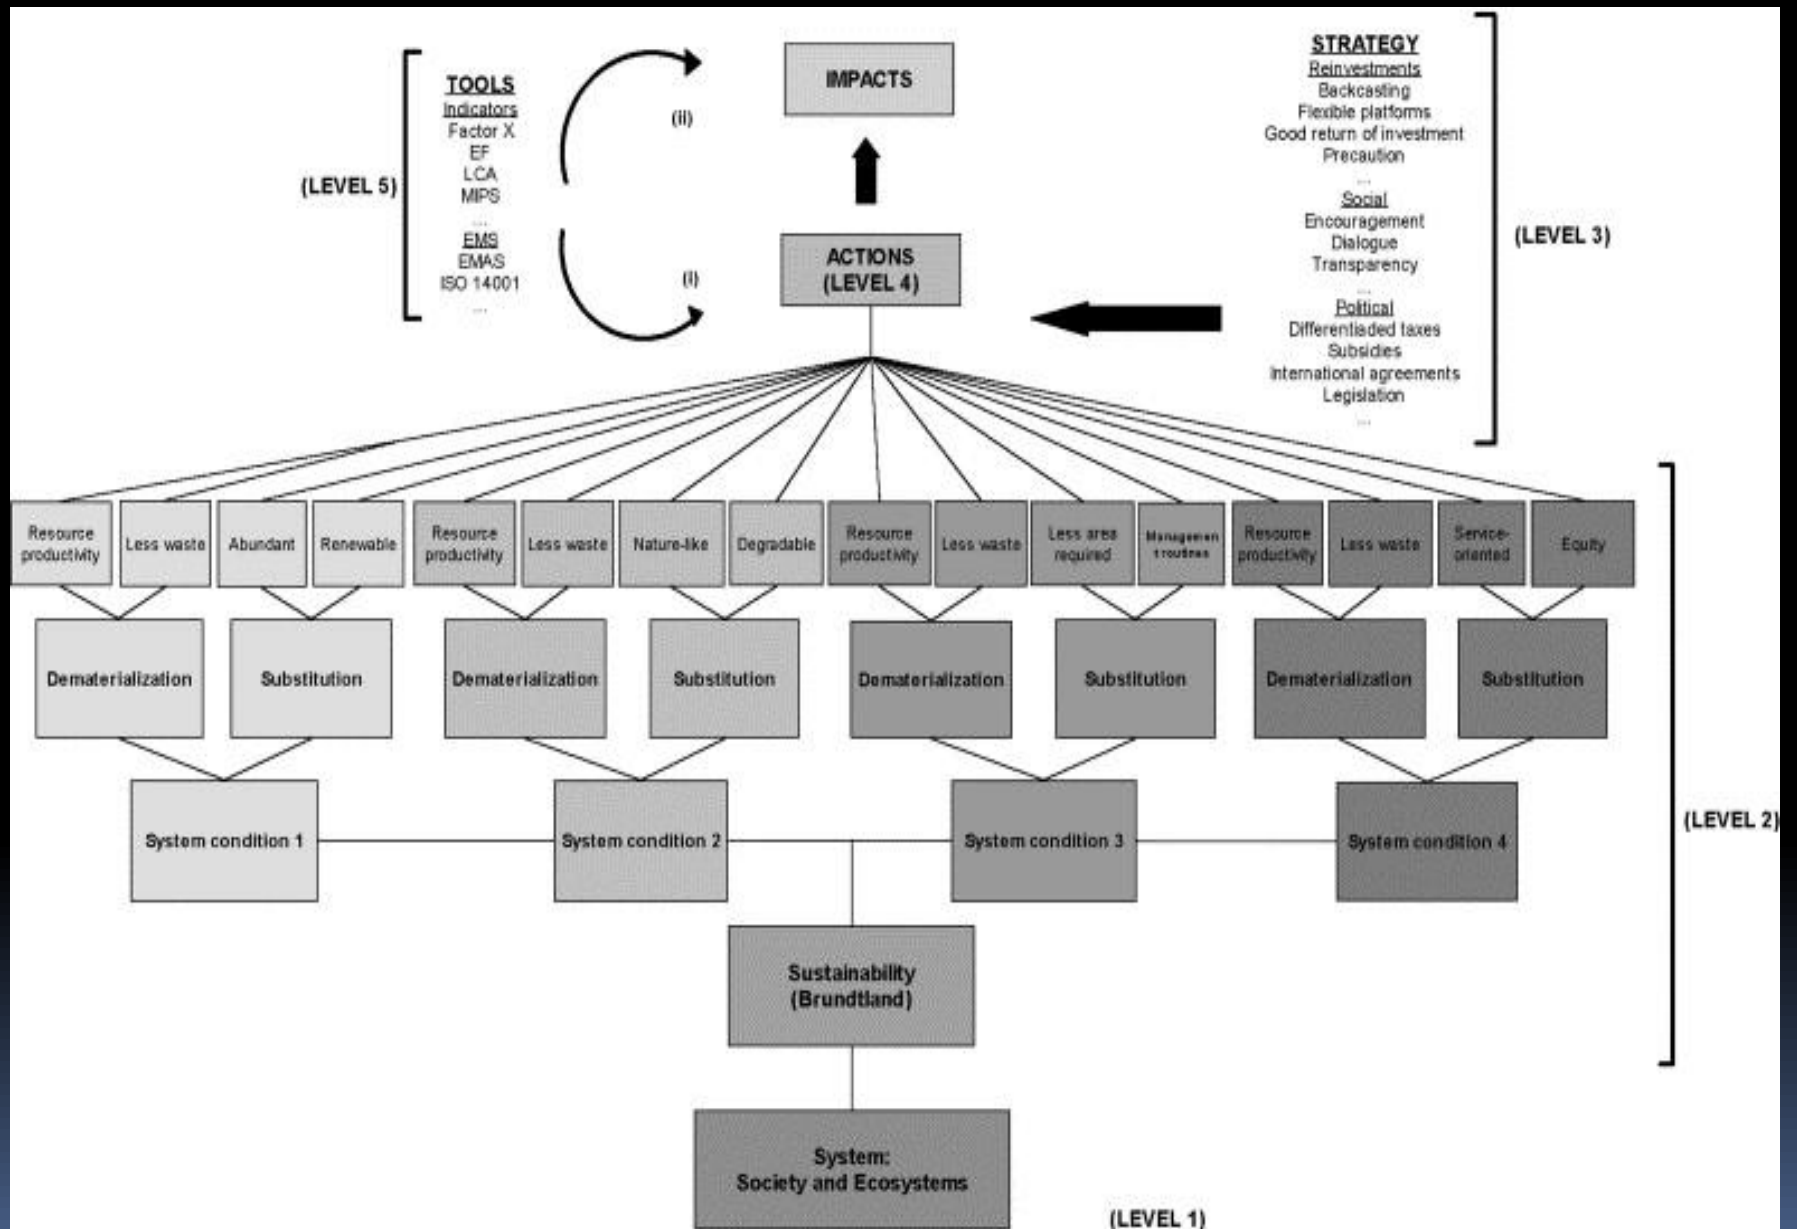 IMPACTS
TOOLS
Indicators
Factor X
EF
LCA
MIPS
...
EMS
EMAS
ISO 14001
...
(LEVEL 5)
(ii)
(i)
ACTIONS
(LEVEL 4)
STRATEGY
Reinvestments
Backcasting
Flexible platforms
Good return of investment
Precaution
...
Social
Encouragement
Dialogue
Transparency
...
Political
Differentiaded taxes
Subsidies
International agreements
Legislation
...
(LEVEL 3)
Resource
productivity
Less waste
Abundant
Renewable
Resource
productivity
Less waste
Nature-like
Degradable
Resource
productivity
Less waste
Less area
required
Managemen
t routines
Resource
productivity
Less waste
Service-
oriented
Equity
Dematerialization
Substitution
Dematerialization
Substitution
Dematerialization
Substitution
Dematerialization
Substitution
System condition 1
System condition 2
System condition 3
System condition 4
(LEVEL 2)
Sustainability
(Brundtland)
System:
Society and Ecosystems
(LEVEL 1)